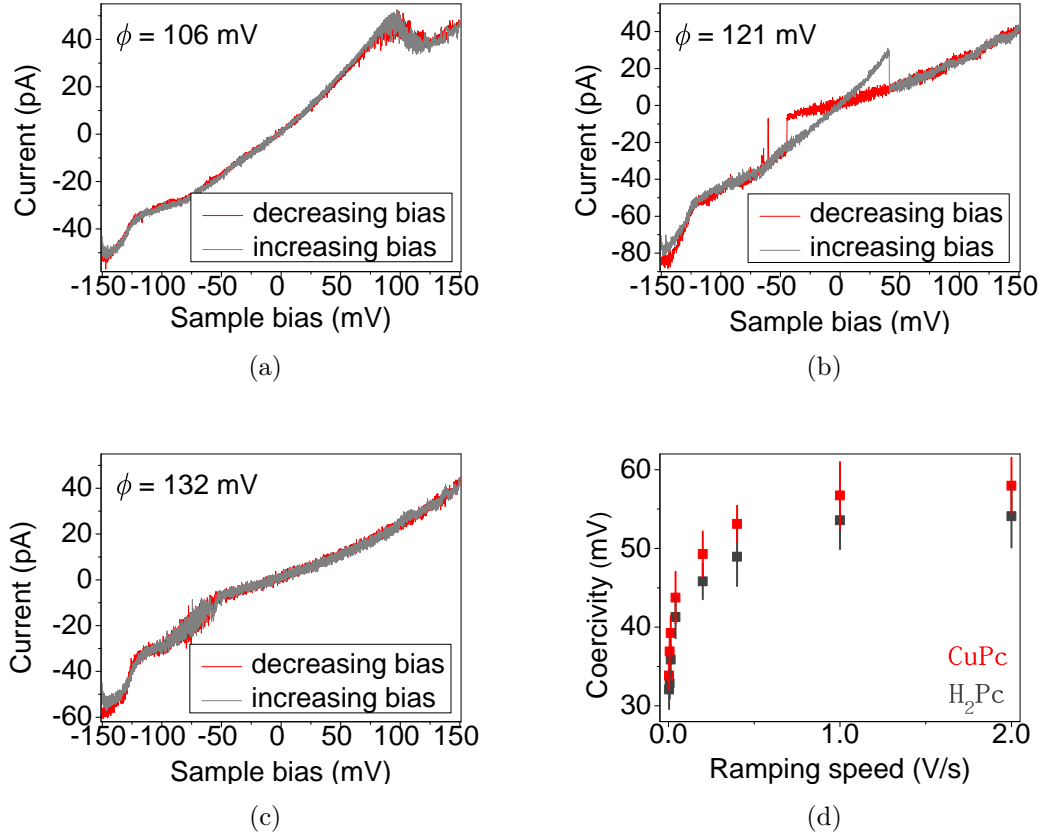 ϕ = 106 mV
40
20
0
-20
-40
Current (pA)
decreasing bias
increasing bias
-150 -100 -50 0 50 100 150
Sample bias (mV)
(a)
ϕ = 121 mV
40
20
0
-20
-40
-60
-80
Current (pA)
decreasing bias
increasing bias
-150 -100 -50 0 50 100 150
Sample bias (mV)
(b)
ϕ = 132 mV
40
20
0
-20
-40
-60
Current (pA)
decreasing bias
increasing bias
-150 -100 -50 0 50 100 150
Sample bias (mV)
(c)
60
50
40
30
Coercivity (mV)
CuPc
H₂Pc
0.0 1.0 2.0
Ramping speed (V/s)
(d)